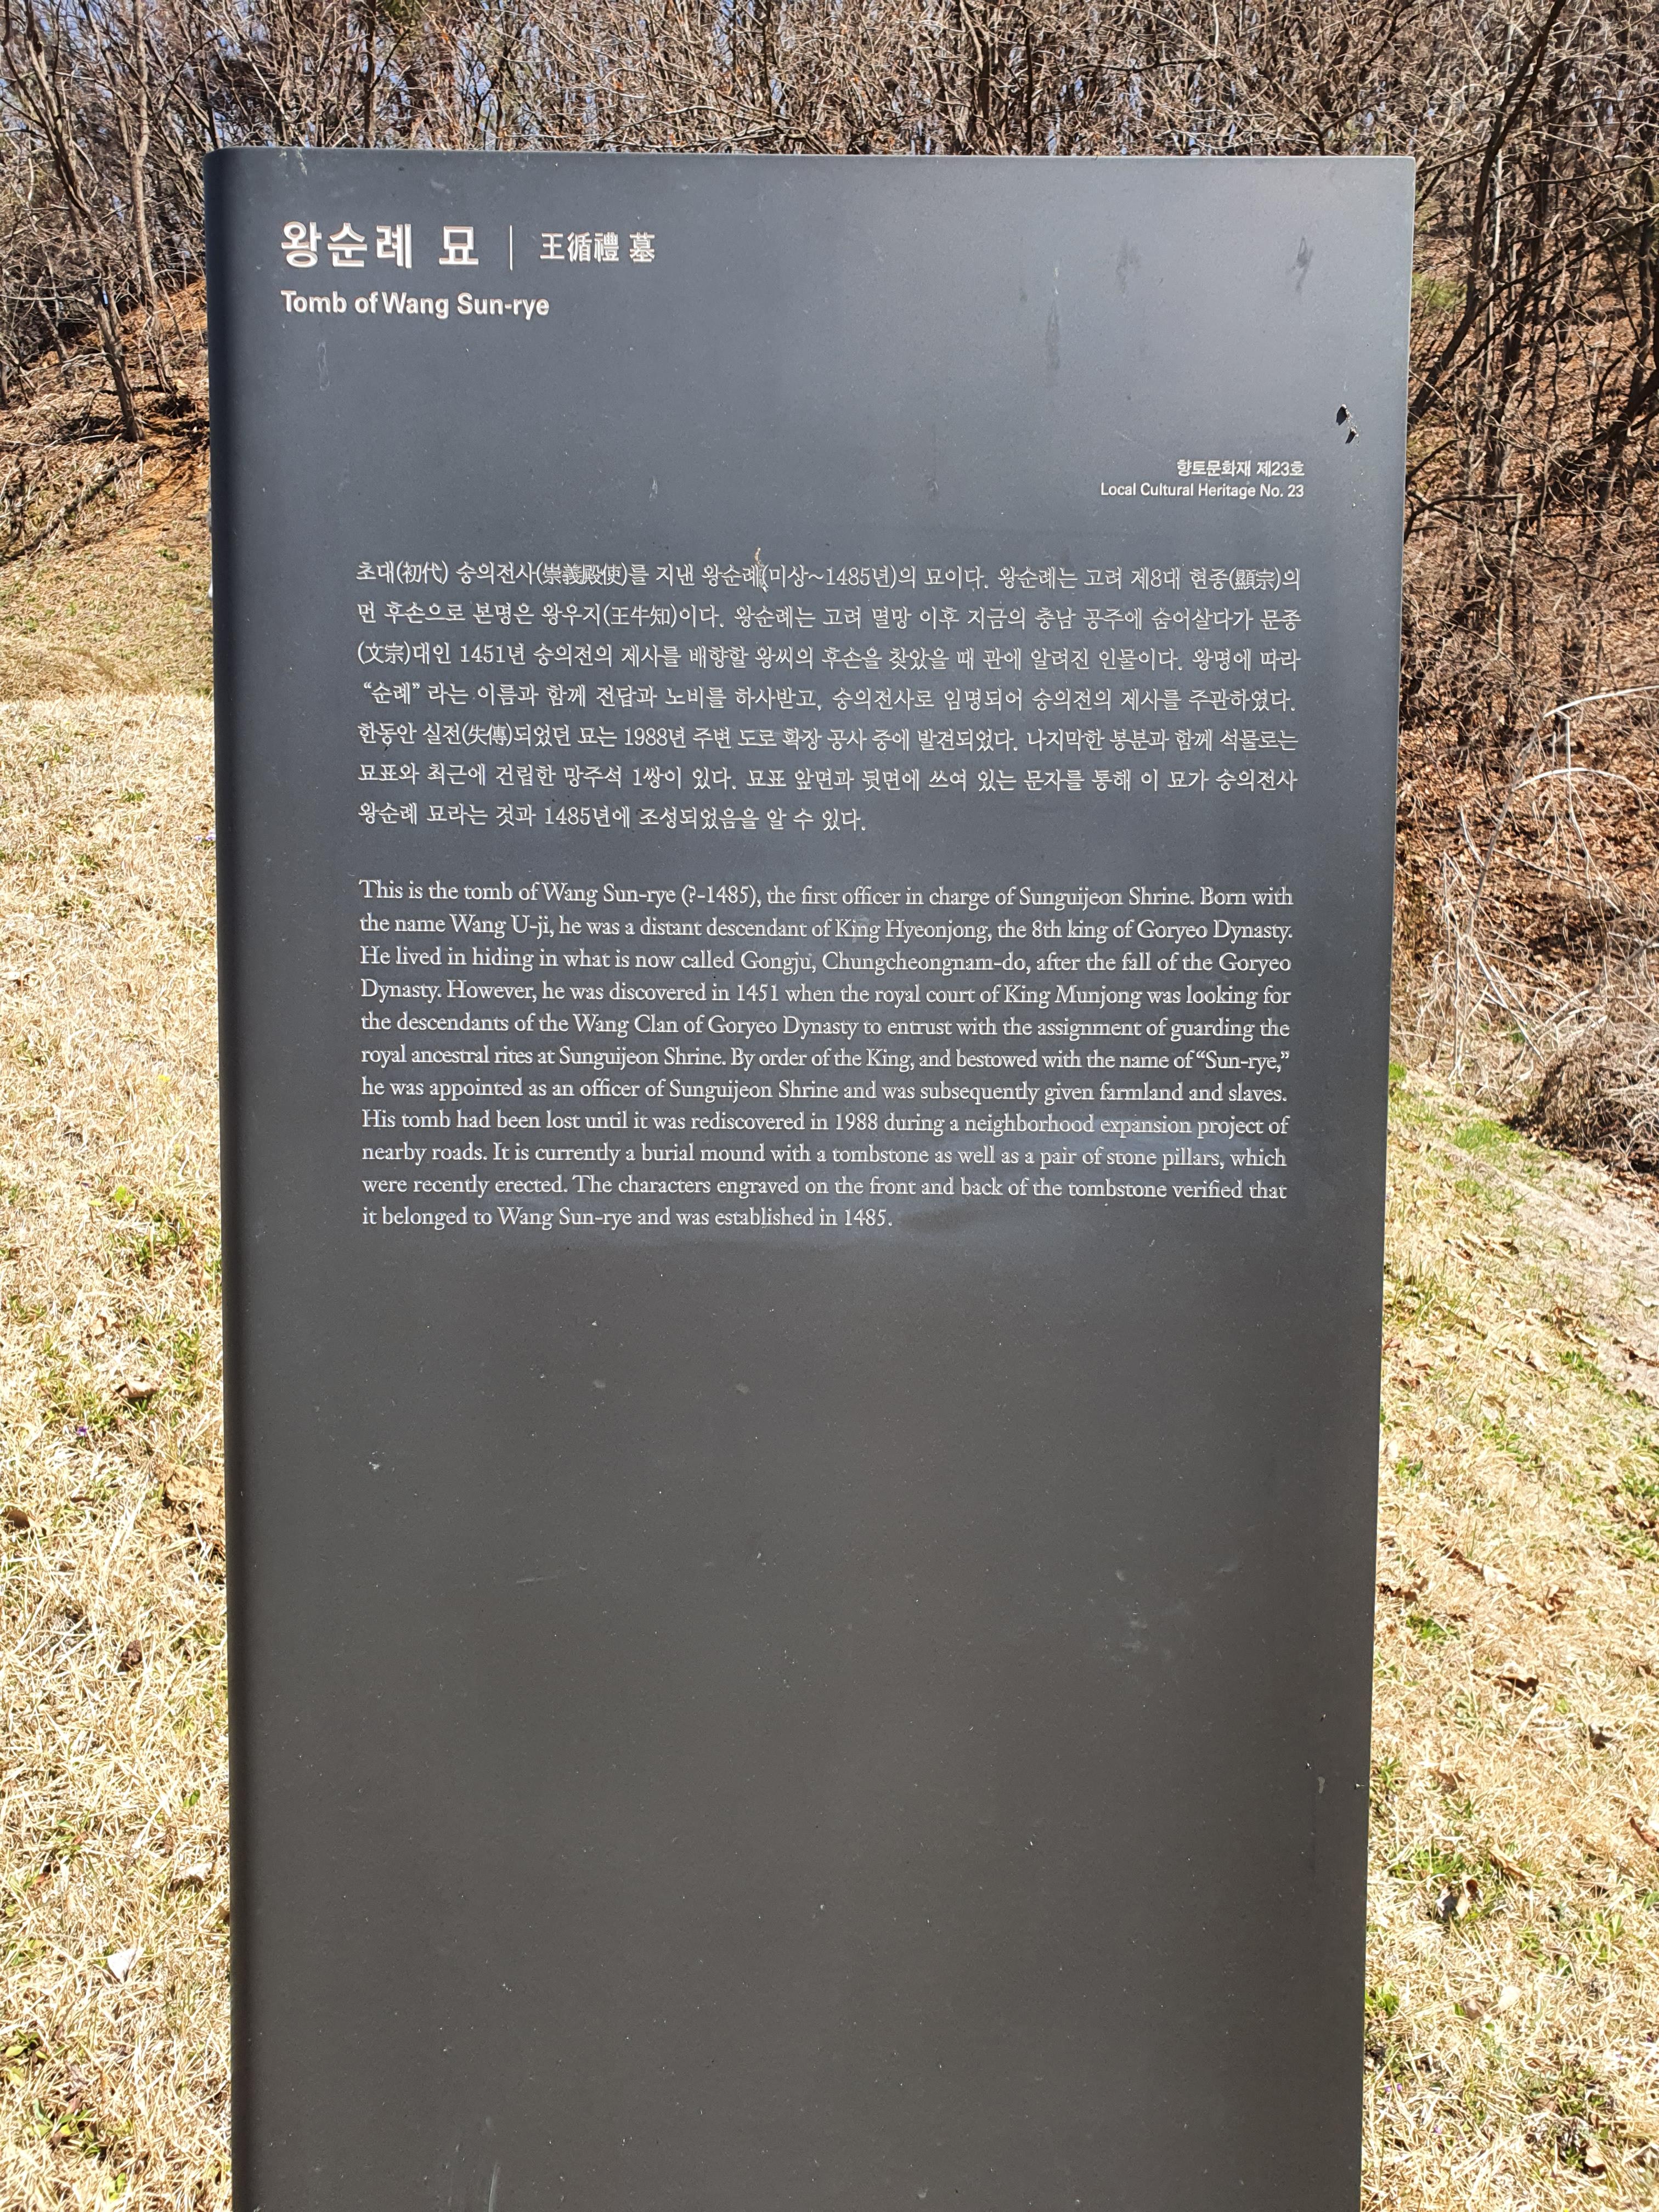 왕순례 묘 | 王循禮 墓
Tomb of Wang Sun-rye
향토문화재 제23호
Local Cultural Heritage No. 23
초대(初代) 숭의전사(崇義殿使)를 지낸 왕순례(미상~1485년)의 묘이다. 왕순례는 고려 제8대 현종(顯宗)의
먼 후손으로 본명은 왕우지(王牛知)이다. 왕순례는 고려 멸망 이후 지금의 충남 공주에 숨어살다가 문종
(文宗)대인 1451년 숭의전의 제사를 배향할 왕씨의 후손을 찾았을 때 관에 알려진 인물이다. 왕명에 따라
“순례” 라는 이름과 함께 전답과 노비를 하사받고, 숭의전사로 임명되어 숭의전의 제사를 주관하였다.
한동안 실전(失傳)되었던 묘는 1988년 주변 도로 확장 공사 중에 발견되었다. 나지막한 봉분과 함께 석물로는
묘표와 최근에 건립한 망주석 1쌍이 있다. 묘표 앞면과 뒷면에 쓰여 있는 문자를 통해 이 묘가 숭의전사
왕순례 묘라는 것과 1485년에 조성되었음을 알 수 있다.
This is the tomb of Wang Sun-rye (?-1485), the first officer in charge of Sunguijeon Shrine. Born with
the name Wang U-ji, he was a distant descendant of King Hyeonjong, the 8th king of Goryeo Dynasty.
He lived in hiding in what is now called Gongju, Chungcheongnam-do, after the fall of the Goryeo
Dynasty. However, he was discovered in 1451 when the royal court of King Munjong was looking for
the descendants of the Wang Clan of Goryeo Dynasty to entrust with the assignment of guarding the
royal ancestral rites at Sunguijeon Shrine. By order of the King, and bestowed with the name of “Sun-rye,”
he was appointed as an officer of Sunguijeon Shrine and was subsequently given farmland and slaves.
His tomb had been lost until it was rediscovered in 1988 during a neighborhood expansion project of
nearby roads. It is currently a burial mound with a tombstone as well as a pair of stone pillars, which
were recently erected. The characters engraved on the front and back of the tombstone verified that
it belonged to Wang Sun-rye and was established in 1485.